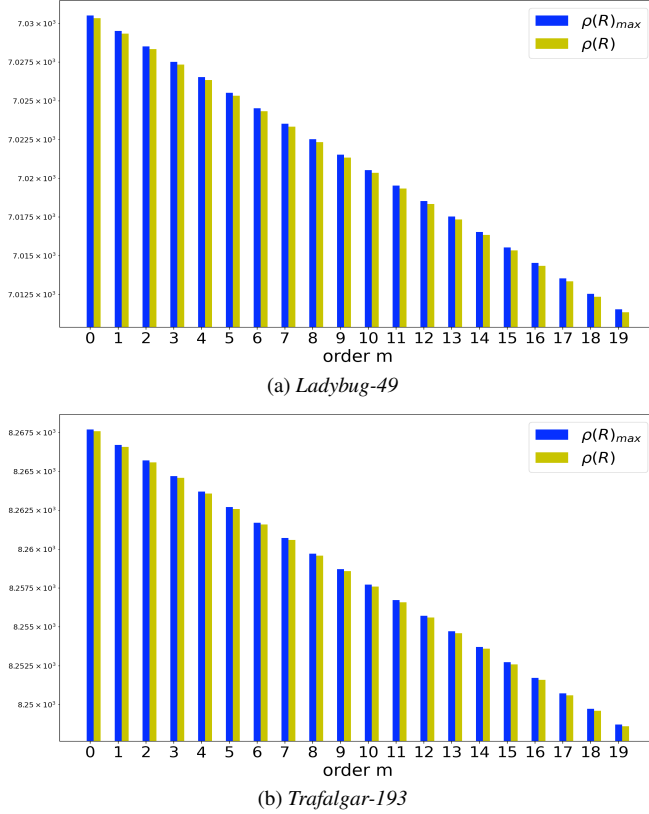 7.03 × 10³
ρ(R)max
7.0275 × 10³
ρ(R)
7.025 × 10³
7.0225 × 10³
7.02 × 10³
7.0175 × 10³
7.015 × 10³
7.0125 × 10³
0 1 2 3 4 5 6 7 8 9 10 11 12 13 14 15 16 17 18 19
order m
(a) Ladybug-49
8.2675 × 10³
ρ(R)max
8.265 × 10³
ρ(R)
8.2625 × 10³
8.26 × 10³
8.2575 × 10³
8.255 × 10³
8.2525 × 10³
8.25 × 10³
0 1 2 3 4 5 6 7 8 9 10 11 12 13 14 15 16 17 18 19
order m
(b) Trafalgar-193